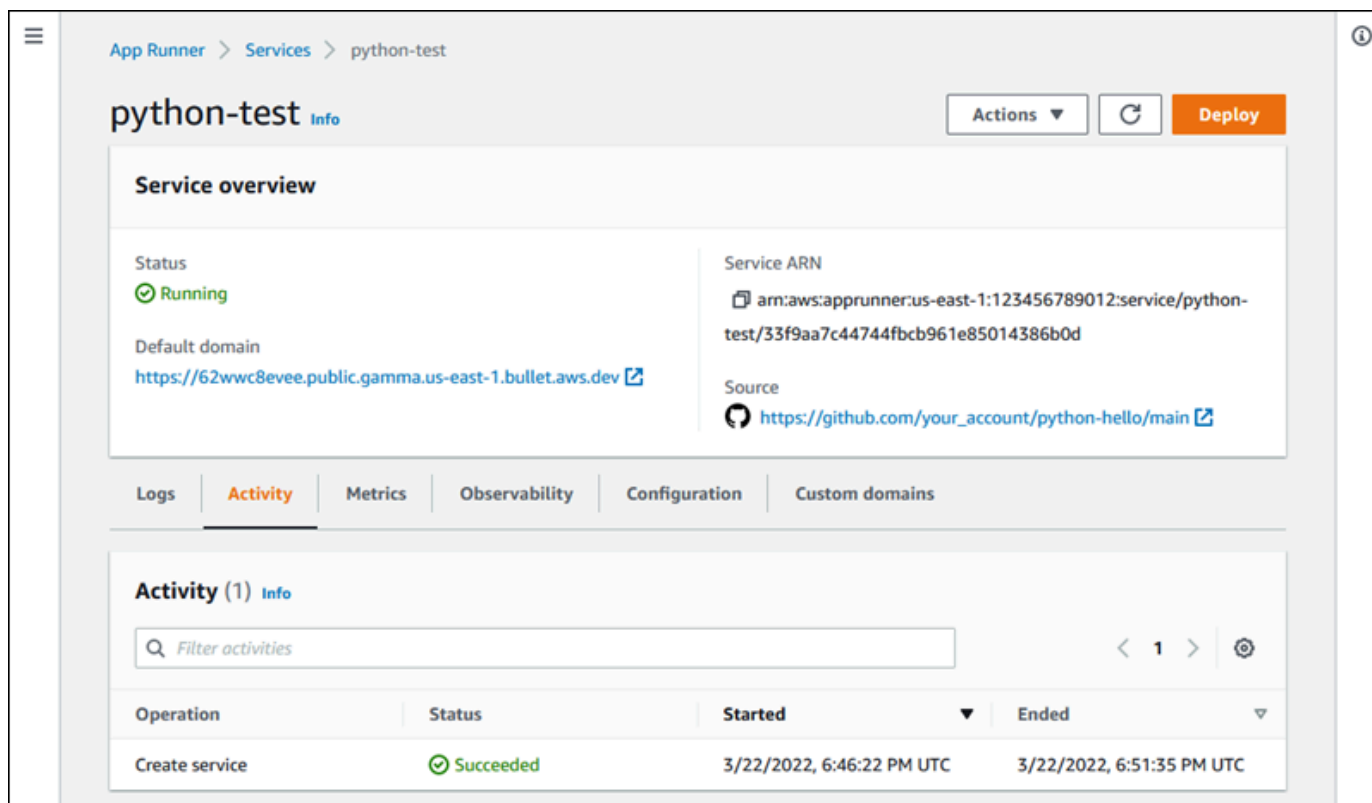 App Runner > Services > python-test
python-test Info
Actions
Deploy
Service overview
Status
Running
Default domain
https://62wwc8evee.public.gamma.us-east-1.bullet.aws.dev
Service ARN
arn:aws:apprunner:us-east-1:123456789012:service/python-
test/33f9aa7c44744fbcb961e85014386b0d
Source
https://github.com/your_account/python-hello/main
Logs Activity Metrics Observability Configuration Custom domains
Activity (1) Info
Filter activities
< 1 >
Operation Status Started Ended
Create service Succeeded 3/22/2022, 6:46:22 PM UTC 3/22/2022, 6:51:35 PM UTC